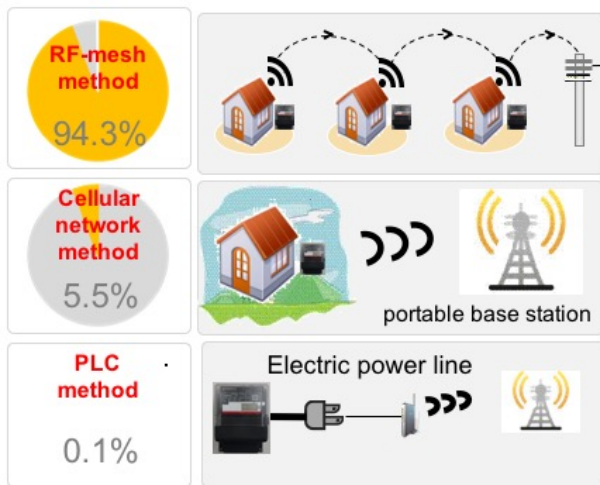 RF-mesh
method
94.3%
Cellular
network
method
5.5%
portable base station
PLC
method
0.1%
Electric power line